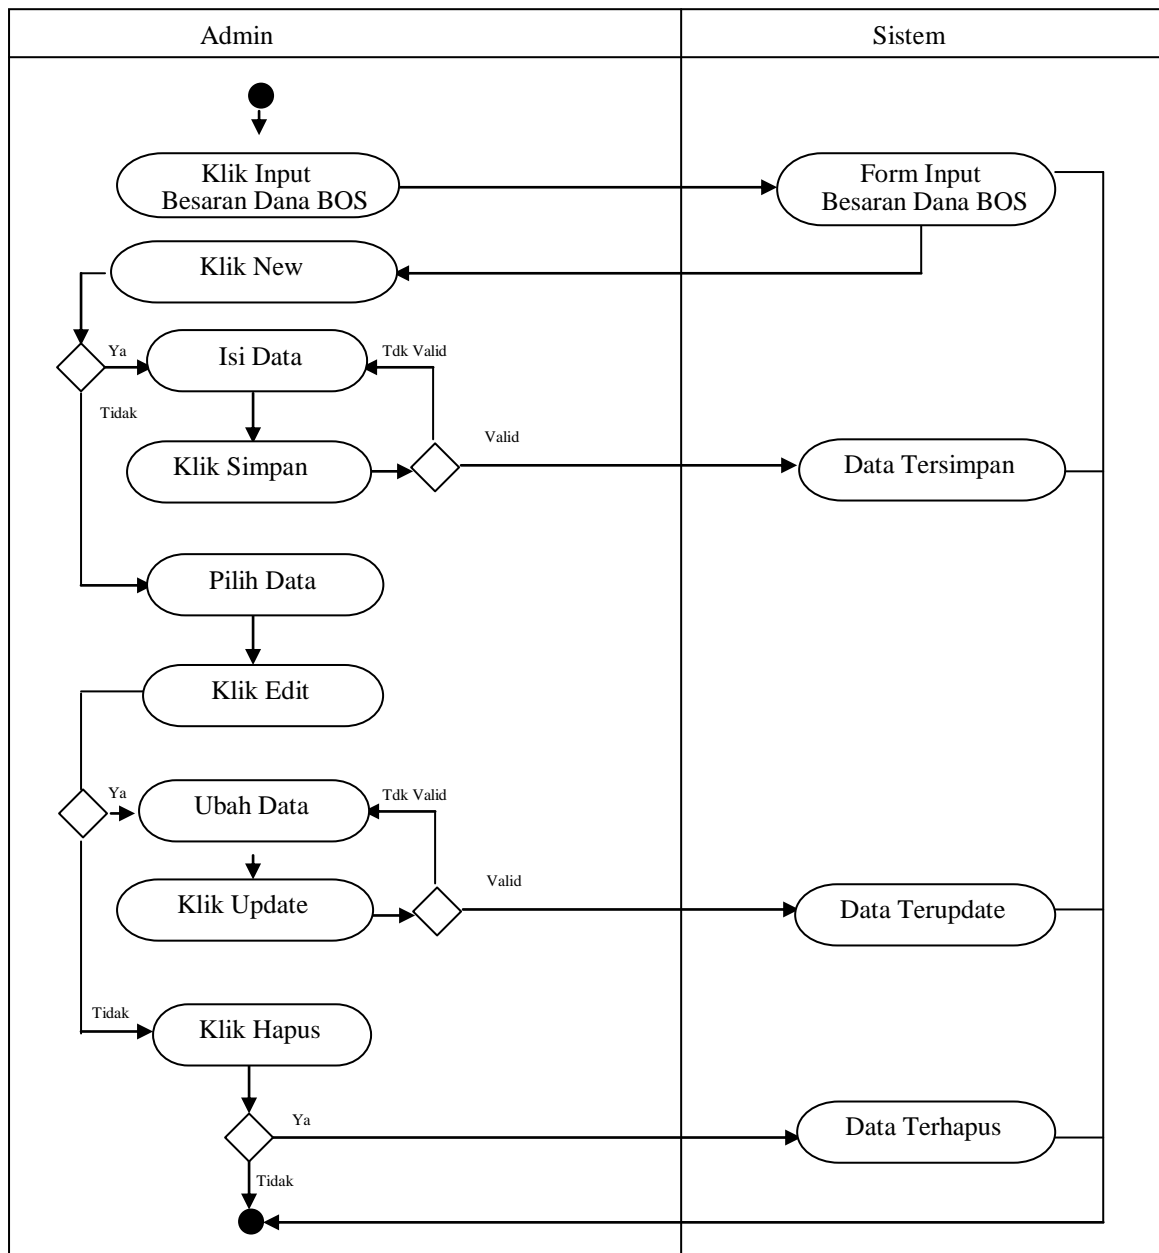 Admin
Sistem
Klik Input
Besaran Dana BOS
Form Input
Besaran Dana BOS
Klik New
Ya
Isi Data
Tdk Valid
Tidak
Klik Simpan
Valid
Data Tersimpan
Pilih Data
Klik Edit
Ya
Ubah Data
Tdk Valid
Klik Update
Valid
Data Terupdate
Tidak
Klik Hapus
Ya
Data Terhapus
Tidak